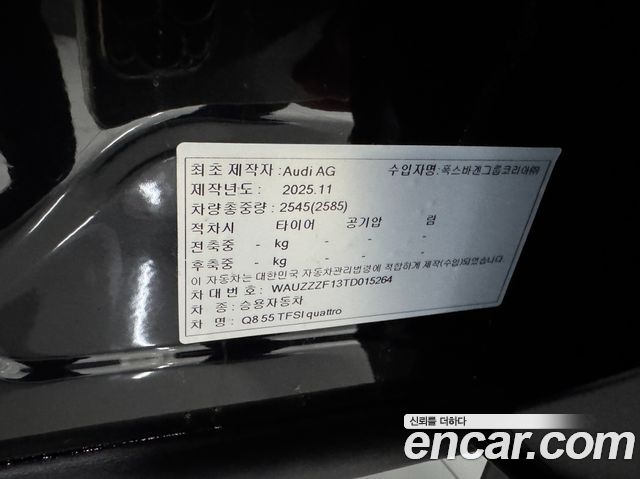 최초 제작자 : Audi AG 수입자명 : 폭스바겐그룹코리아㈜
제작년도 : 2025.11
차량총중량 : 2545(2585)
적차시 타이어 공기압 림
전축중 - kg - - -
후축중 - kg - - -
이 자동차는 대한민국 자동차관리법령에 적합하게 제작(수입)되었습니다.
차대번호 : WAUZZZF13TD015264
차 종 : 승용자동차
차 명 : Q8 55 TFSI quattro
신뢰를 더하다
encar.com